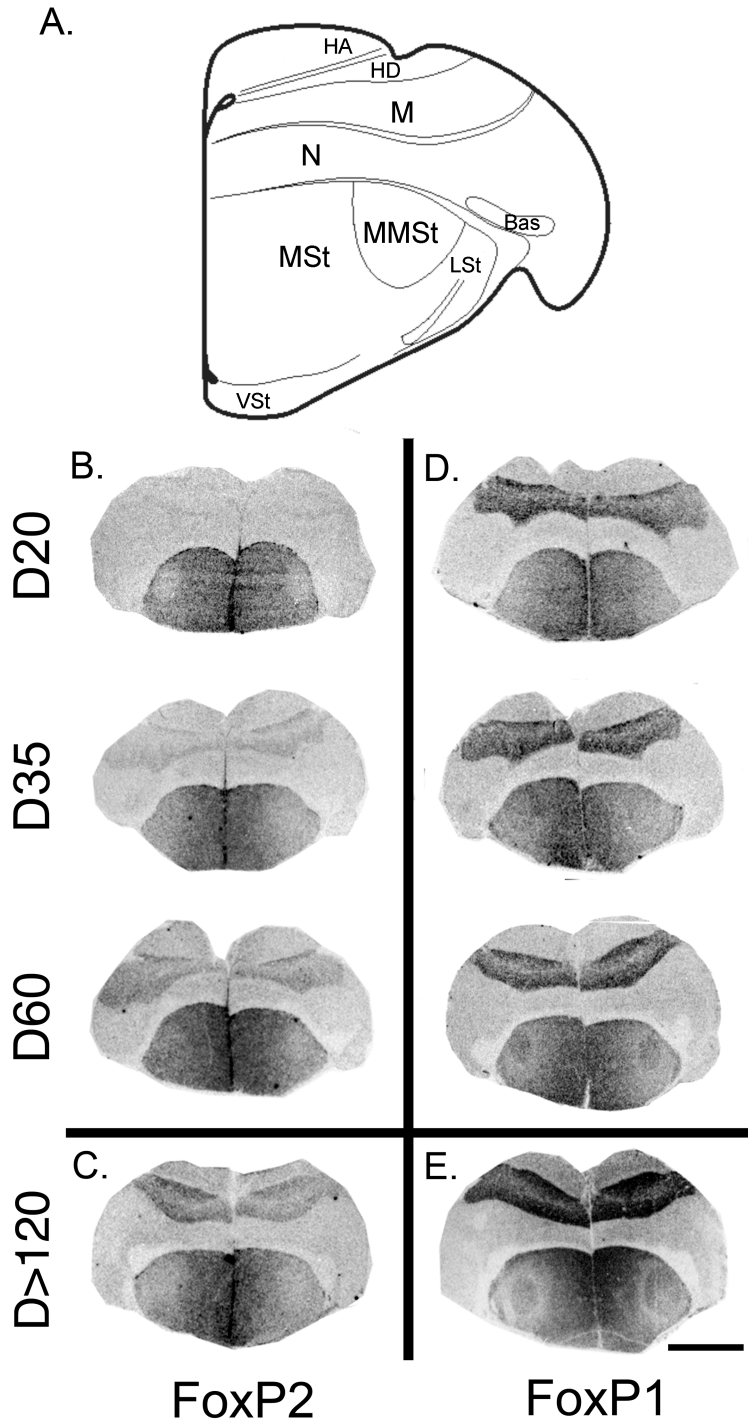 A.
HA
HD
M
N
Bas
MMSt
MSt
LSt
VSt
B.
D.
D20
D35
D60
C.
E.
D>120
FoxP2
FoxP1